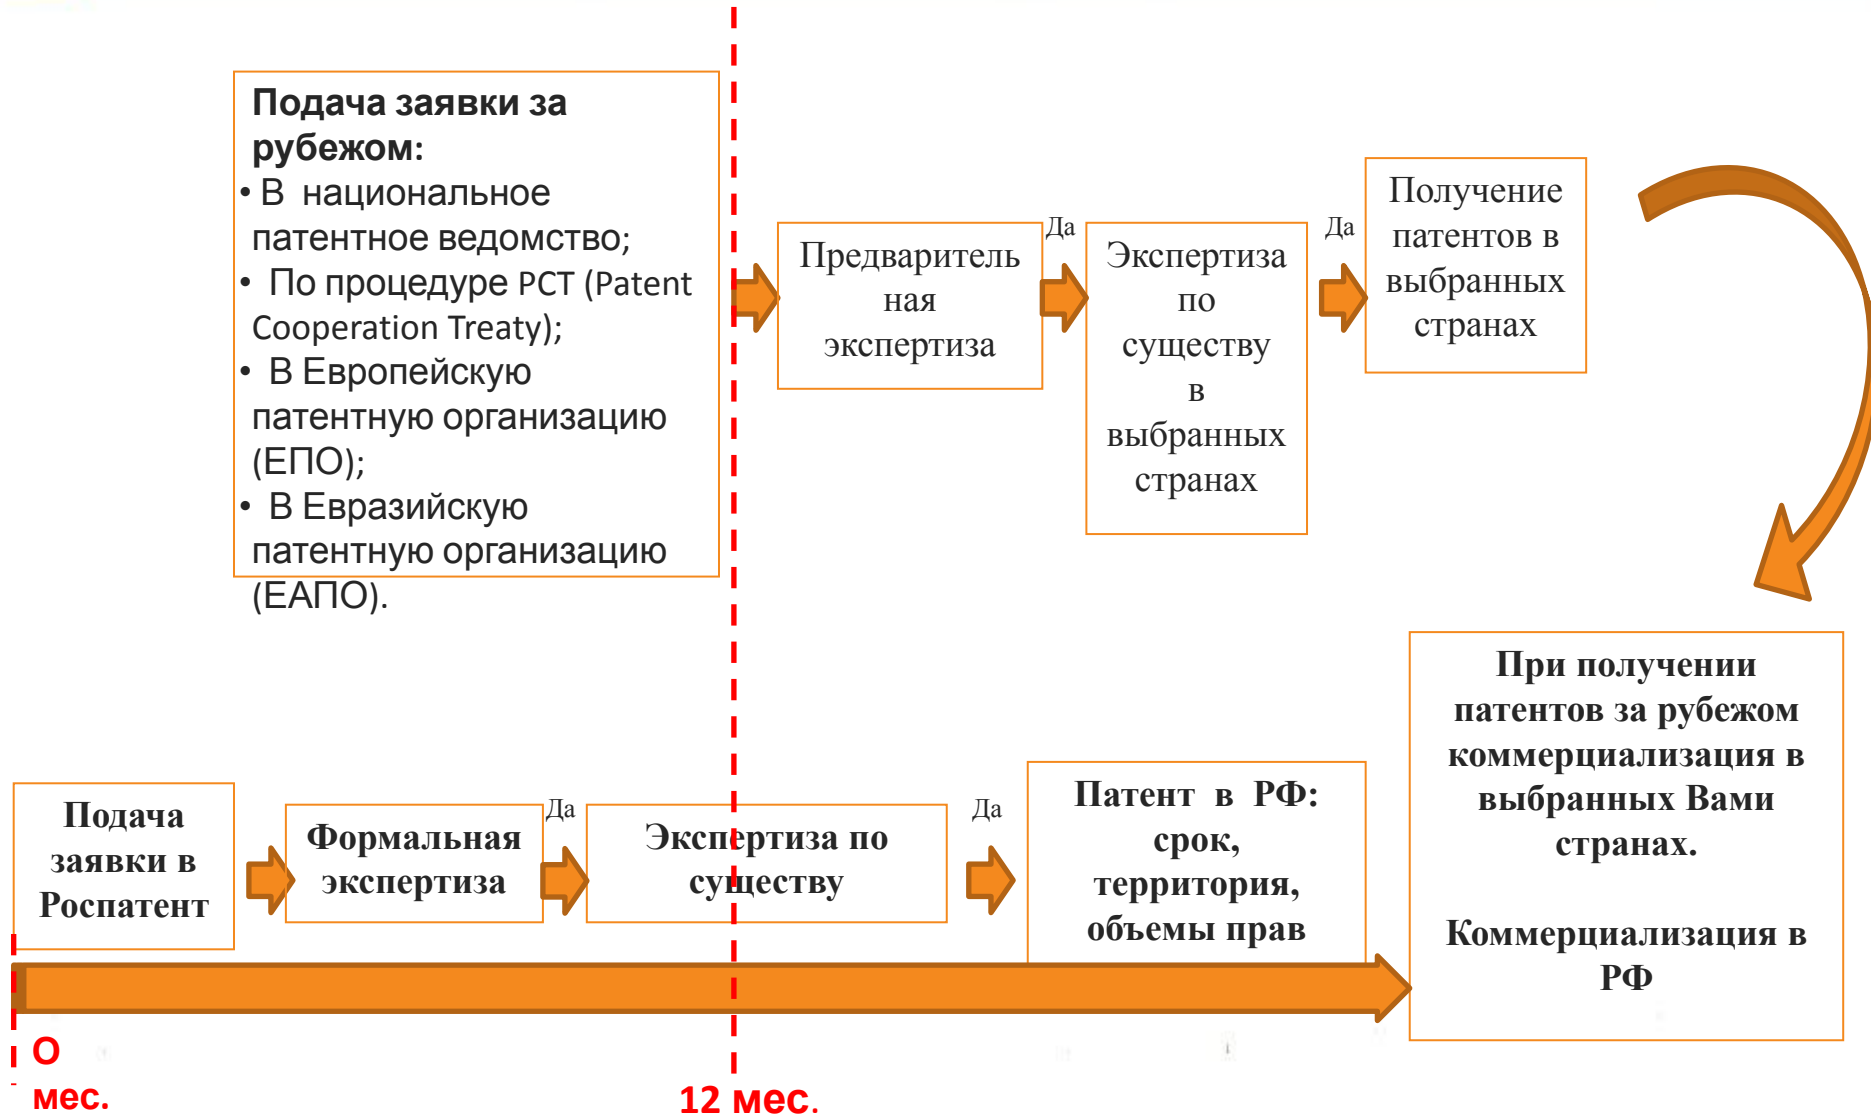 Подача заявки за
рубежом:
• В национальное
патентное ведомство;
• По процедуре PCT (Patent
Cooperation Treaty);
• В Европейскую
патентную организацию
(ЕПО);
• В Евразийскую
патентную организацию
(ЕАПО).
Предваритель
ная
экспертиза
Да
Экспертиза
по
существу
в
выбранных
странах
Да
Получение
патентов в
выбранных
странах
При получении
патентов за рубежом
коммерциализация в
выбранных Вами
странах.
Коммерциализация в
РФ
Подача
заявки в
Роспатент
Формальная
экспертиза
Да
Экспертиза по
существу
Да
Патент в РФ:
срок,
территория,
объемы прав
О
мес.
12 мес.